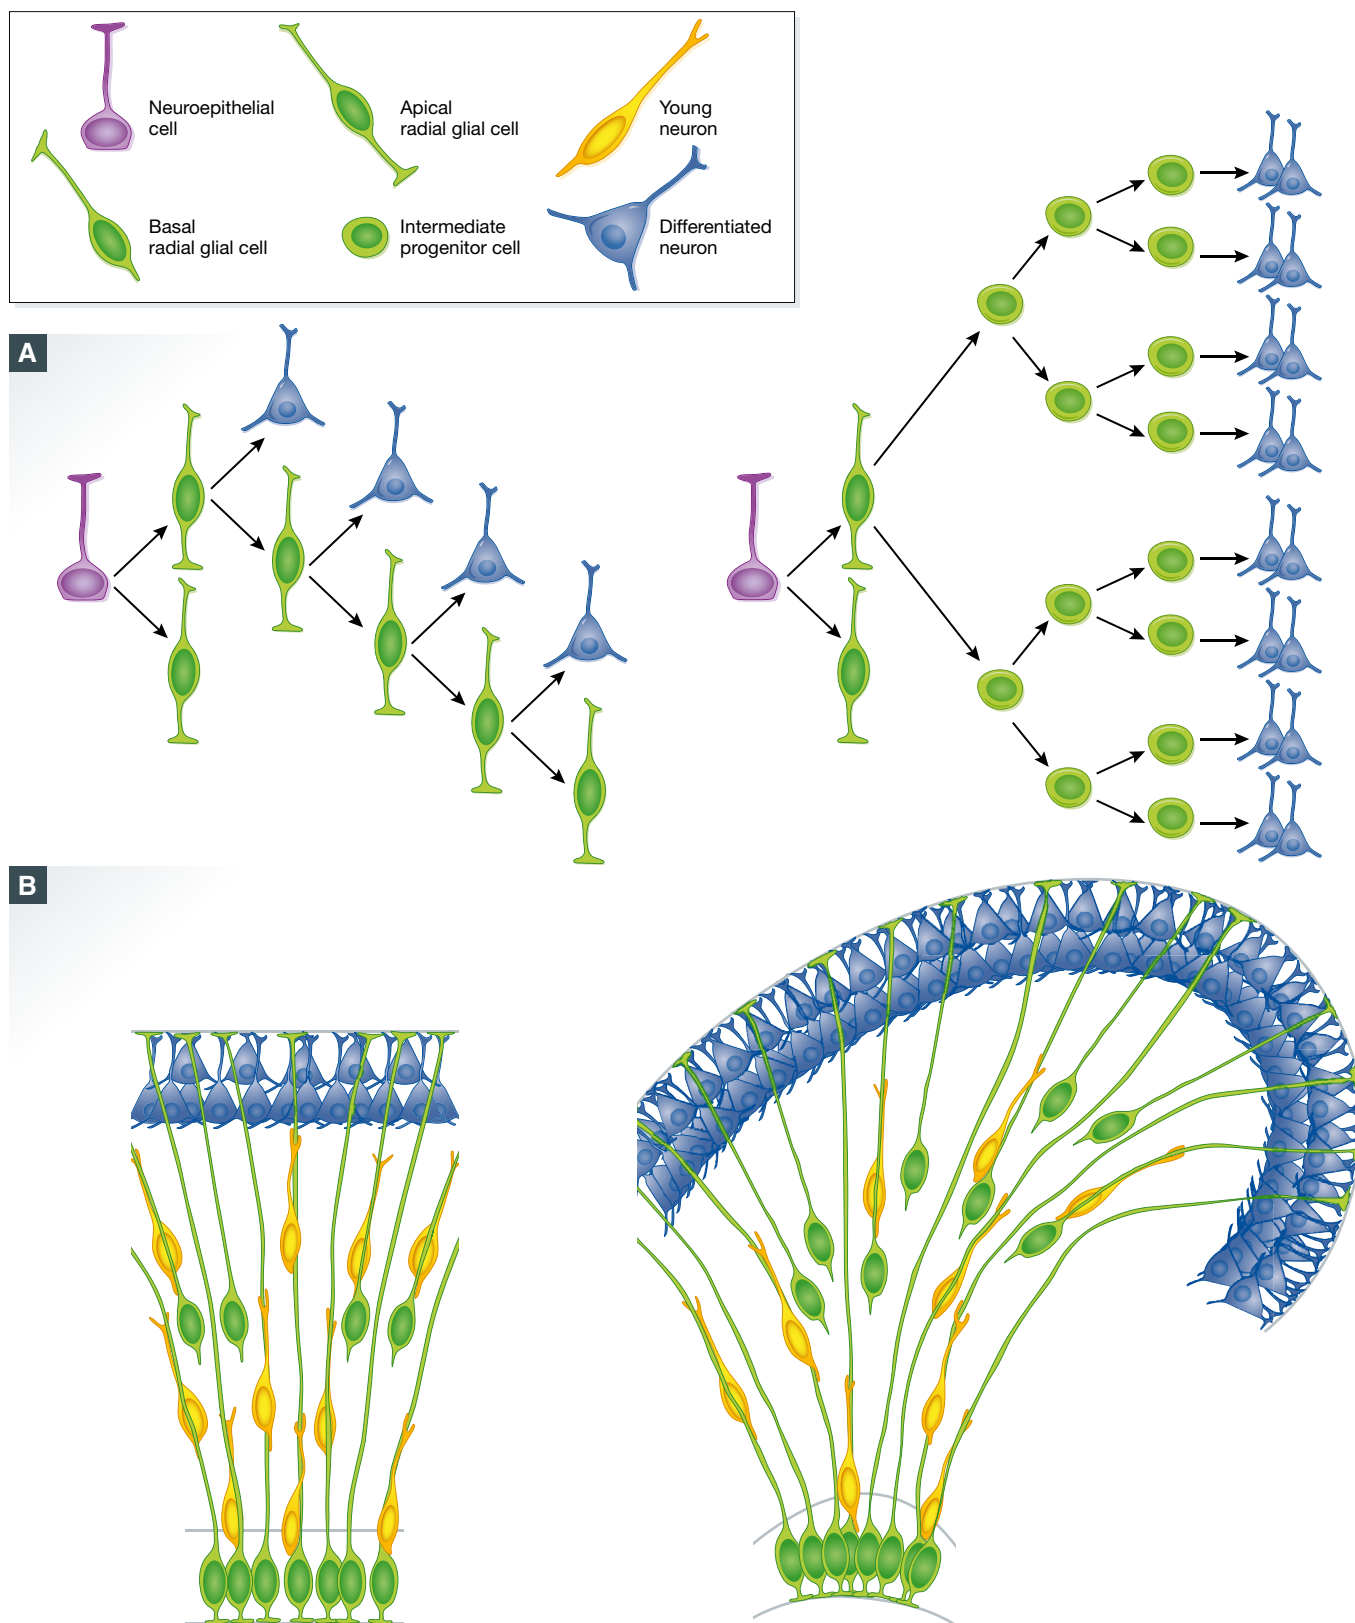 Neuroepithelial
cell
Apical
radial glial cell
Young
neuron
Basal
radial glial cell
Intermediate
progenitor cell
Differentiated
neuron
A
B